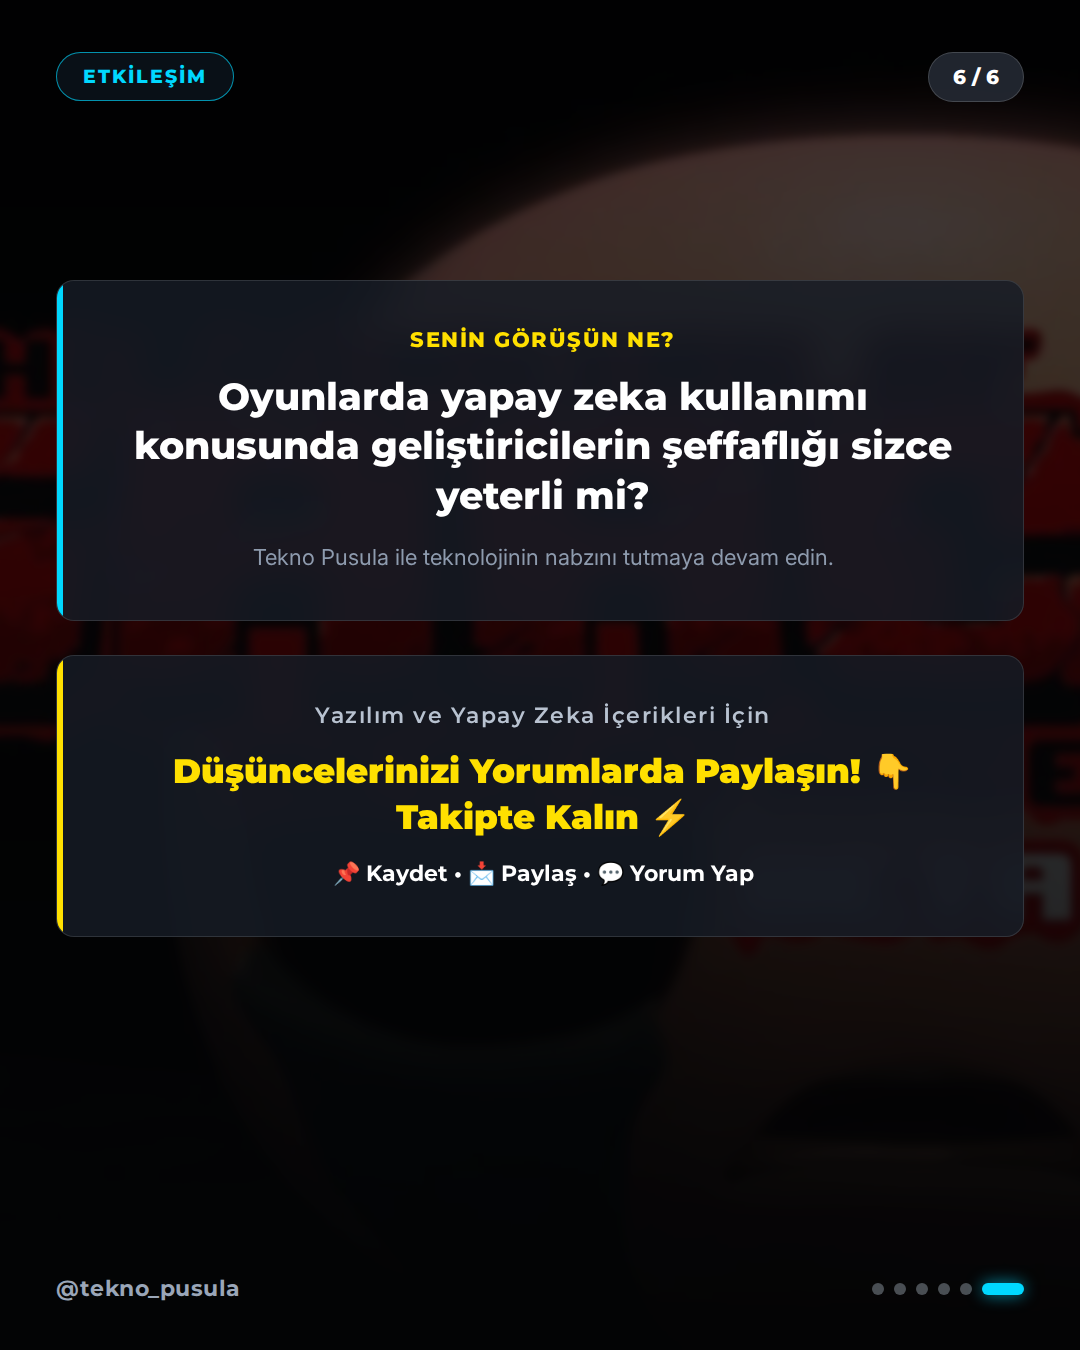 ETKİLEŞİM
6 / 6
SENİN GÖRÜŞÜN NE?
Oyunlarda yapay zeka kullanımı
konusunda geliştiricilerin şeffaflığı sizce
yeterli mi?
Tekno Pusula ile teknolojinin nabzını tutmaya devam edin.
Yazılım ve Yapay Zeka İçerikleri İçin
Düşüncelerinizi Yorumlarda Paylaşın! 👇
Takipte Kalın ⚡
📌 Kaydet • 📩 Paylaş • 💬 Yorum Yap
@tekno_pusula